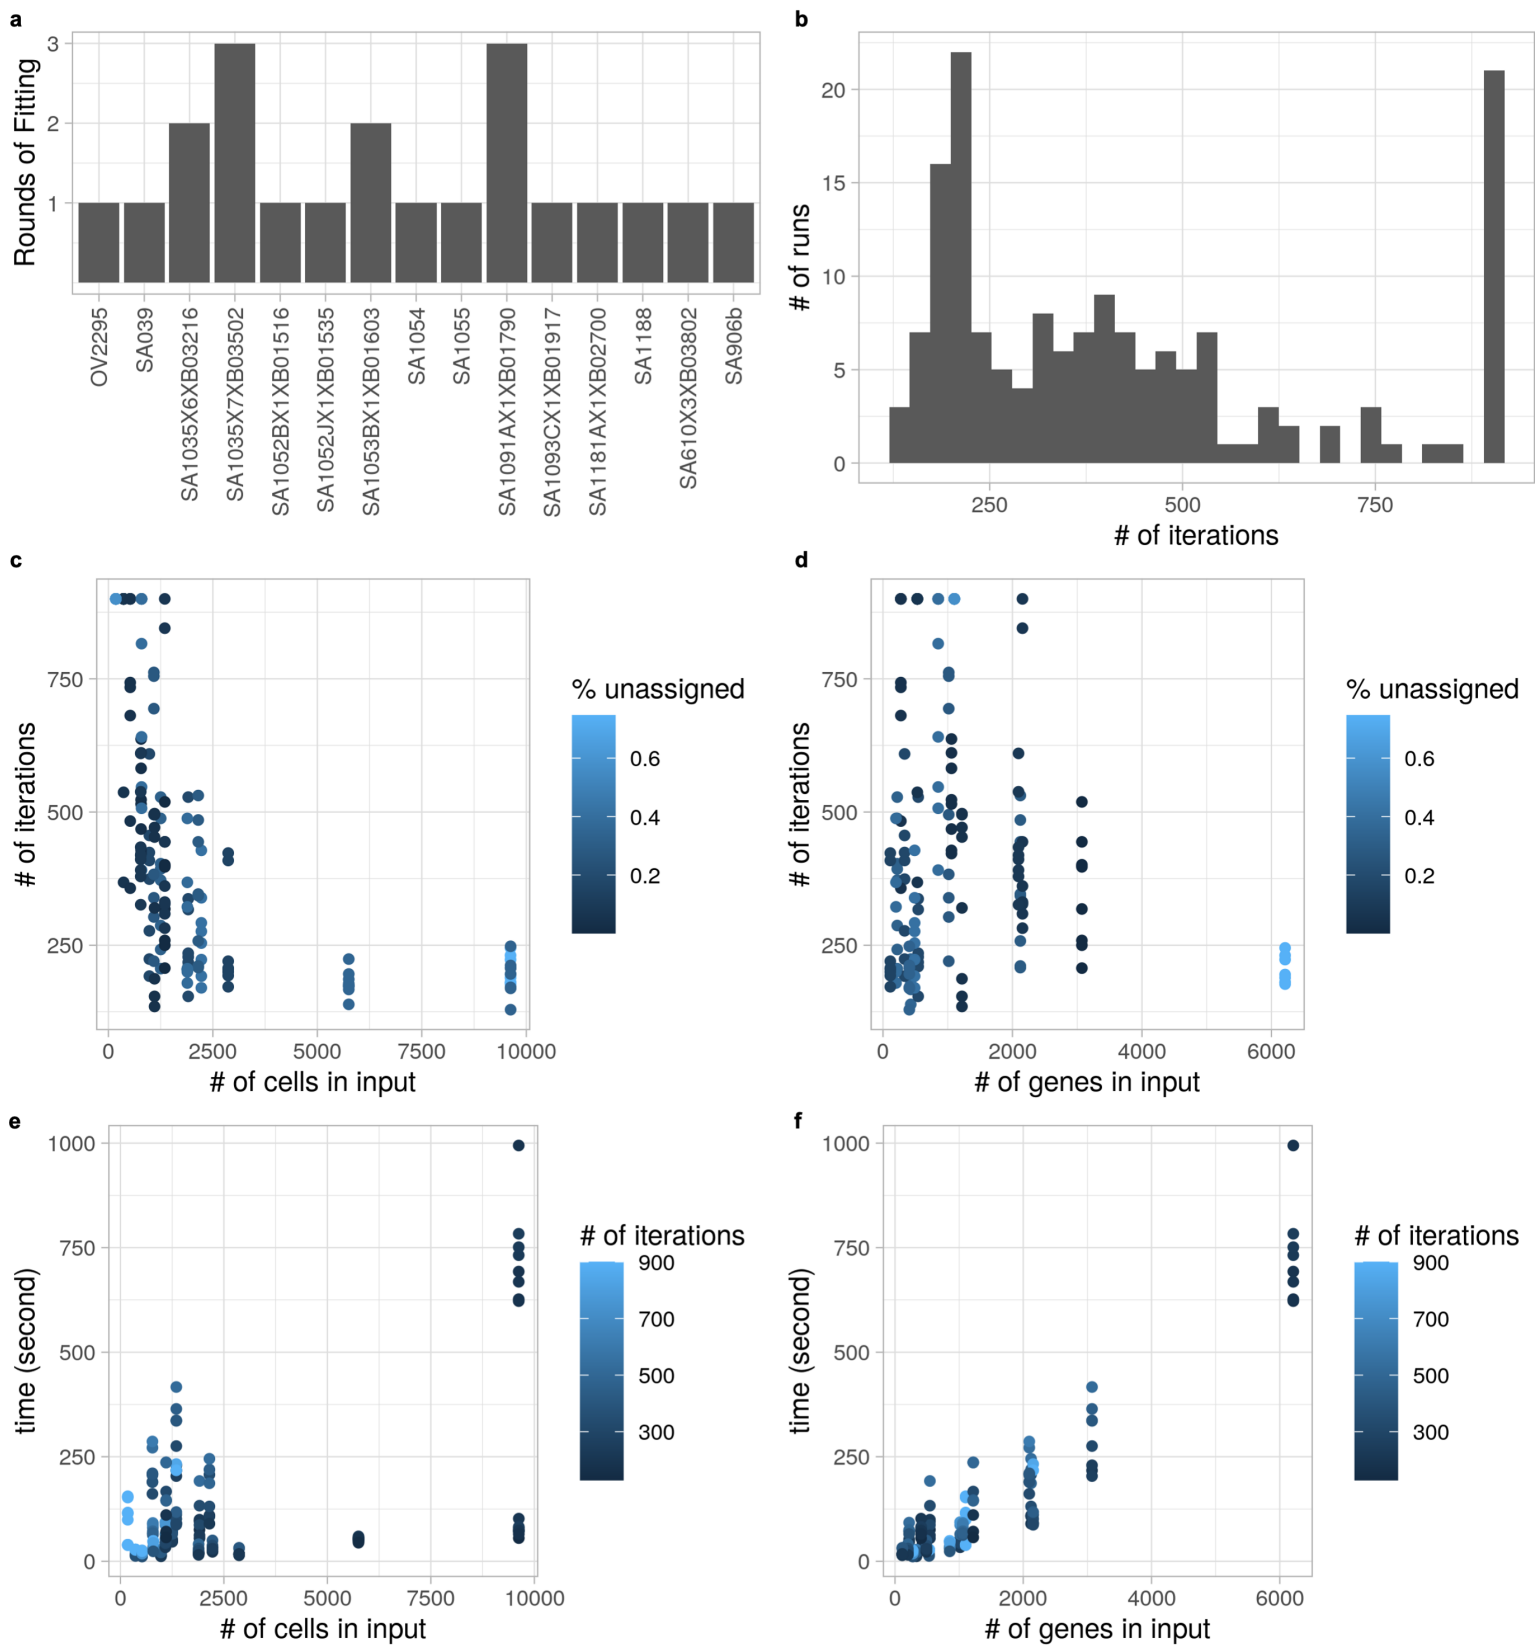 a
Rounds of Fitting
3
2
1
OV2295
SA039
SA1035X6XB03216
SA1035X7XB03502
SA1052BX1XB01516
SA1052JX1XB01535
SA1053BX1XB01603
SA1054
SA1055
SA1091AX1XB01790
SA1093CX1XB01917
SA1181AX1XB02700
SA1188
SA610X3XB03802
SA906b
b
# of runs
20
15
10
5
0
250 500 750
# of iterations
c
# of iterations
750
500
250
0 2500 5000 7500 10000
# of cells in input
% unassigned
0.6
0.4
0.2
d
# of iterations
750
500
250
0 2000 4000 6000
# of genes in input
% unassigned
0.6
0.4
0.2
e
time (second)
1000
750
500
250
0
0 2500 5000 7500 10000
# of cells in input
# of iterations
900
700
500
300
f
time (second)
1000
750
500
250
0
0 2000 4000 6000
# of genes in input
# of iterations
900
700
500
300